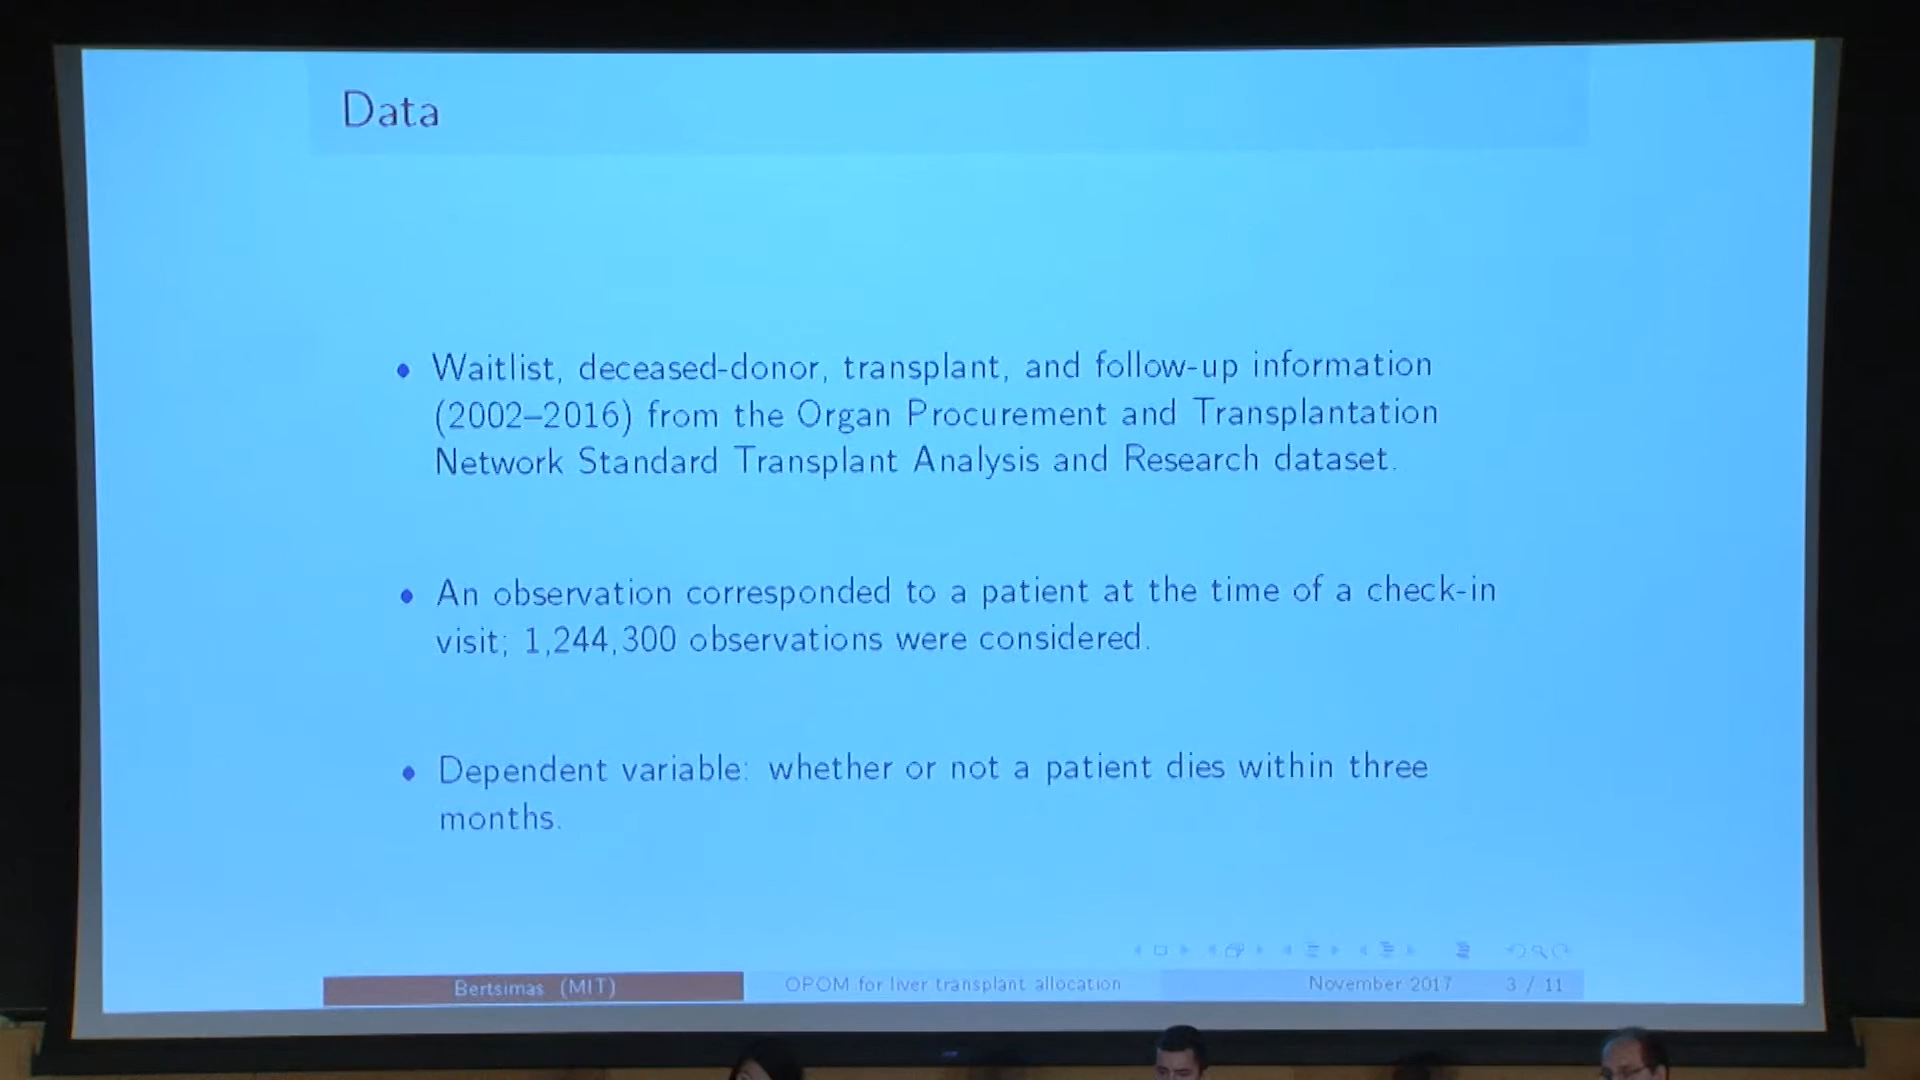 Data
• Waitlist, deceased-donor, transplant, and follow-up information
(2002–2016) from the Organ Procurement and Transplantation
Network Standard Transplant Analysis and Research dataset.
• An observation corresponded to a patient at the time of a check-in
visit; 1,244,300 observations were considered.
• Dependent variable: whether or not a patient dies within three
months.
Bertsimas (MIT) OPOM for liver transplant allocation November 2017 3 / 11